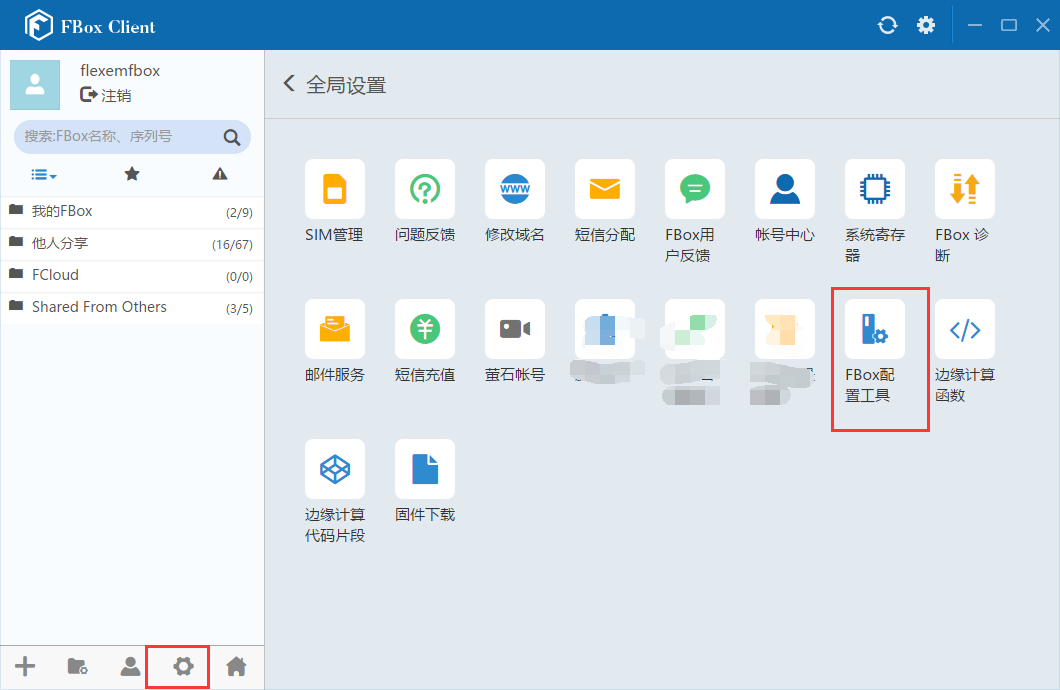 FBox Client
flexemfbox
注销
搜索:FBox名称、序列号
我的FBox (2/9)
他人分享 (16/67)
FCloud (0/0)
Shared From Others (3/5)
全局设置
SIM管理
问题反馈
WWW
修改域名
短信分配
FBox用
户反馈
帐号中心
系统寄存
器
FBox 诊
断
邮件服务
短信充值
萤石帐号
FBox配
置工具
边缘计算
函数
边缘计算
代码片段
固件下载